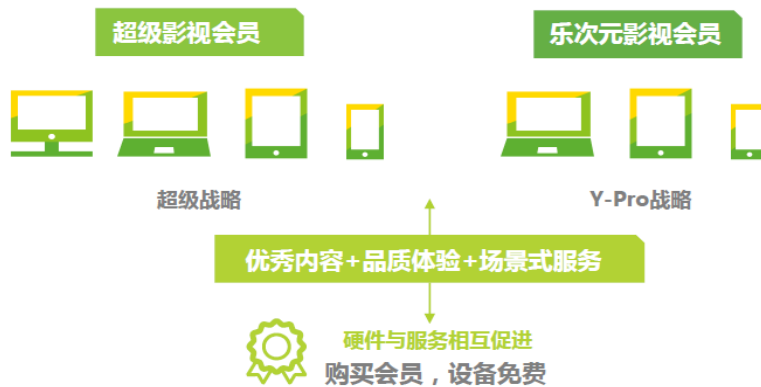 超级影视会员
乐次元影视会员
超级战略
Y-Pro战略
优秀内容+品质体验+场景式服务
硬件与服务相互促进
购买会员，设备免费